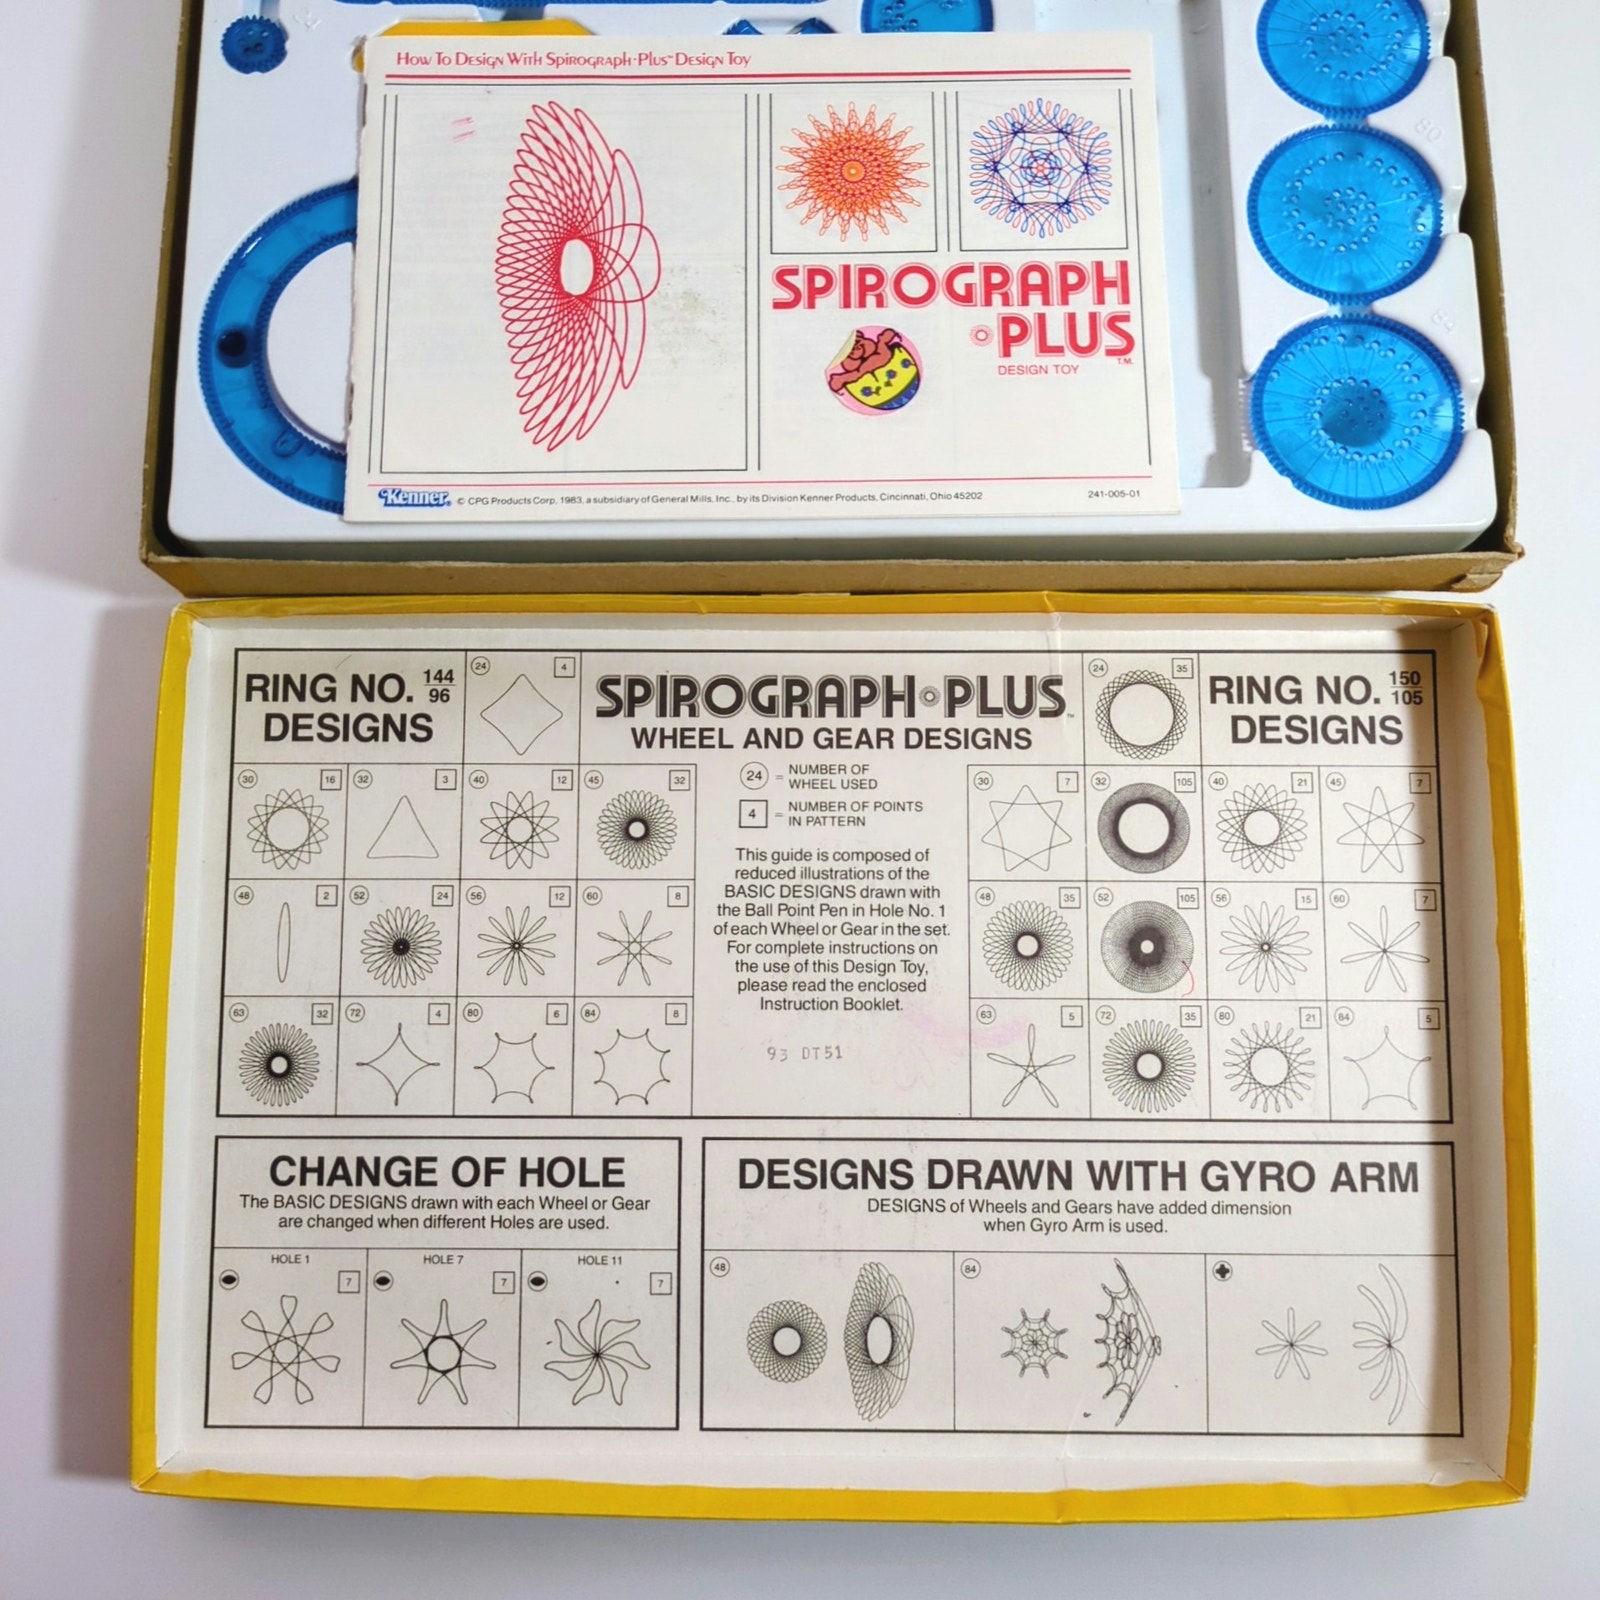 How To Design With Spirograph·Plus™ Design Toy
SPIROGRAPH
PLUS
T.M.
DESIGN TOY
Kenner® © CPG Products Corp. 1983, a subsidiary of General Mills, Inc., by its Division Kenner Products, Cincinnati, Ohio 45202
241-005-01
80
84
RING NO. 144/96
DESIGNS
24 4
SPIROGRAPH PLUS™
WHEEL AND GEAR DESIGNS
24 35
RING NO. 150/105
DESIGNS
30 16 32 3 40 12 45 32
48 2 52 24 56 12 60 8
63 32 72 4 80 6 84 8
24 = NUMBER OF
WHEEL USED
4 = NUMBER OF POINTS
IN PATTERN
This guide is composed of
reduced illustrations of the
BASIC DESIGNS drawn with
the Ball Point Pen in Hole No. 1
of each Wheel or Gear in the set.
For complete instructions on
the use of this Design Toy,
please read the enclosed
Instruction Booklet.
93 DT51
30 7 32 105 40 21 45 7
48 35 52 105 56 15 60 7
63 5 72 35 80 21 84 5
CHANGE OF HOLE
The BASIC DESIGNS drawn with each Wheel or Gear
are changed when different Holes are used.
HOLE 1 HOLE 7 HOLE 11
7 7 7
DESIGNS DRAWN WITH GYRO ARM
DESIGNS of Wheels and Gears have added dimension
when Gyro Arm is used.
48 84